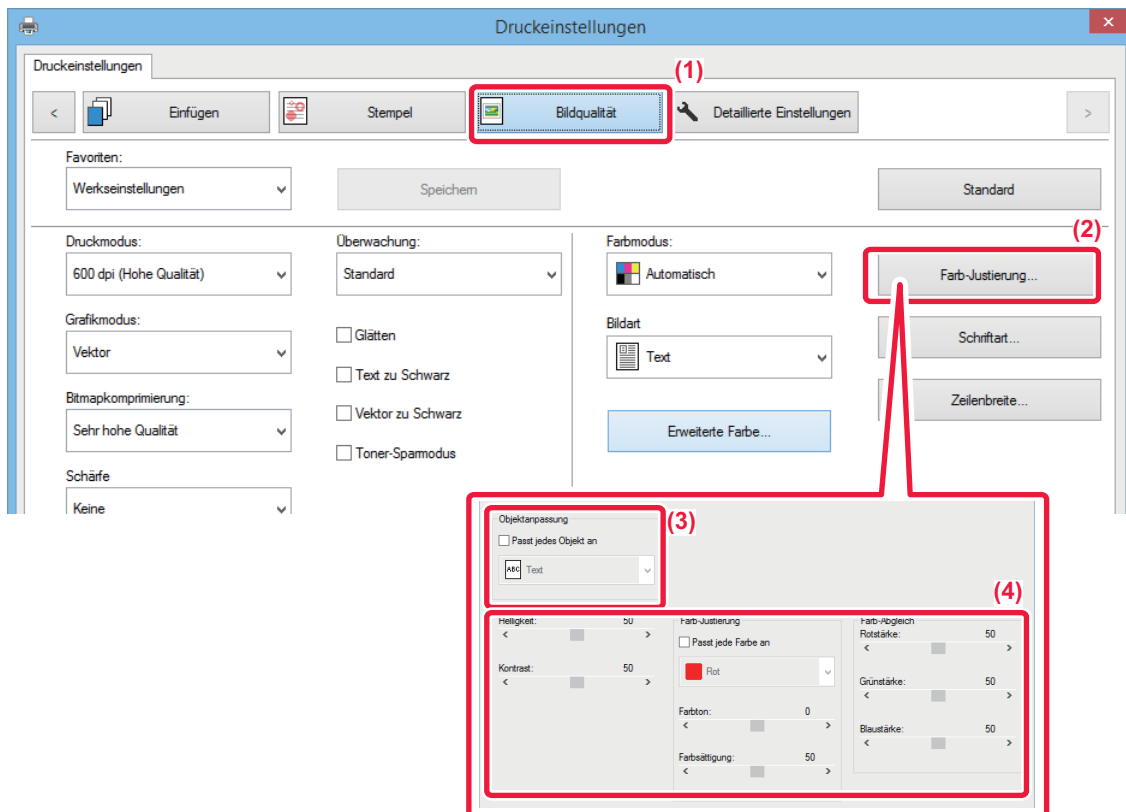 Druckeinstellungen
×
Druckeinstellungen
(1)
< Einfügen Stempel Bildqualität Detaillierte Einstellungen >
Favoriten:
Werkseinstellungen Speichern Standard
(2)
Druckmodus: Überwachung: Farbmodus:
600 dpi (Hohe Qualität) Standard Automatisch Farb-Justierung...
Grafikmodus: Glätten Bildart Schriftart...
Vektor Text
Text zu Schwarz
Bitmapkomprimierung: Vektor zu Schwarz Zeilenbreite...
Sehr hohe Qualität Erweiterte Farbe...
Toner-Sparmodus
Schärfe
Keine
Objektanpassung (3)
Passt jedes Objekt an
ABC Text
(4)
Helligkeit: 50 Farb-Justierung Farb-Abgleich
< > Passt jede Farbe an Rotstärke: 50
< >
Kontrast: 50 Rot
< > Grünstärke: 50
< >
Farbton: 0
< > Blaustärke: 50
< >
Farbsättigung: 50
< >